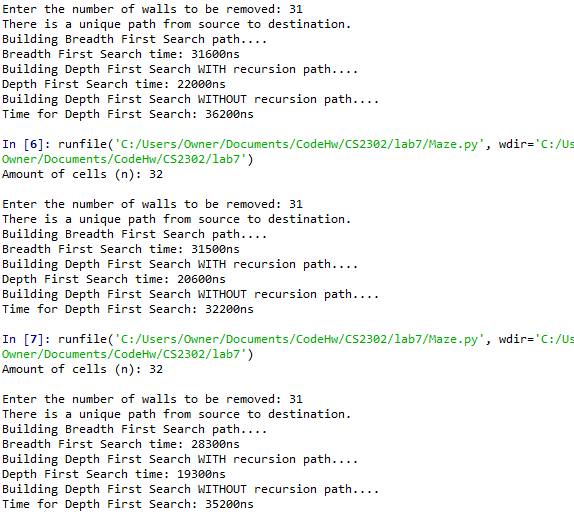 Enter the number of walls to be removed: 31
There is a unique path from source to destination.
Building Breadth First Search path....
Breadth First Search time: 31600ns
Building Depth First Search WITH recursion path....
Depth First Search time: 22000ns
Building Depth First Search WITHOUT recursion path....
Time for Depth First Search: 36200ns
In [6]: runfile('C:/Users/Owner/Documents/CodeHw/CS2302/lab7/Maze.py', wdir='C:/Us
Owner/Documents/CodeHw/CS2302/lab7')
Amount of cells (n): 32
Enter the number of walls to be removed: 31
There is a unique path from source to destination.
Building Breadth First Search path....
Breadth First Search time: 31500ns
Building Depth First Search WITH recursion path....
Depth First Search time: 20600ns
Building Depth First Search WITHOUT recursion path....
Time for Depth First Search: 32200ns
In [7]: runfile('C:/Users/Owner/Documents/CodeHw/CS2302/lab7/Maze.py', wdir='C:/Us
Owner/Documents/CodeHw/CS2302/lab7')
Amount of cells (n): 32
Enter the number of walls to be removed: 31
There is a unique path from source to destination.
Building Breadth First Search path....
Breadth First Search time: 28300ns
Building Depth First Search WITH recursion path....
Depth First Search time: 19300ns
Building Depth First Search WITHOUT recursion path....
Time for Depth First Search: 35200ns